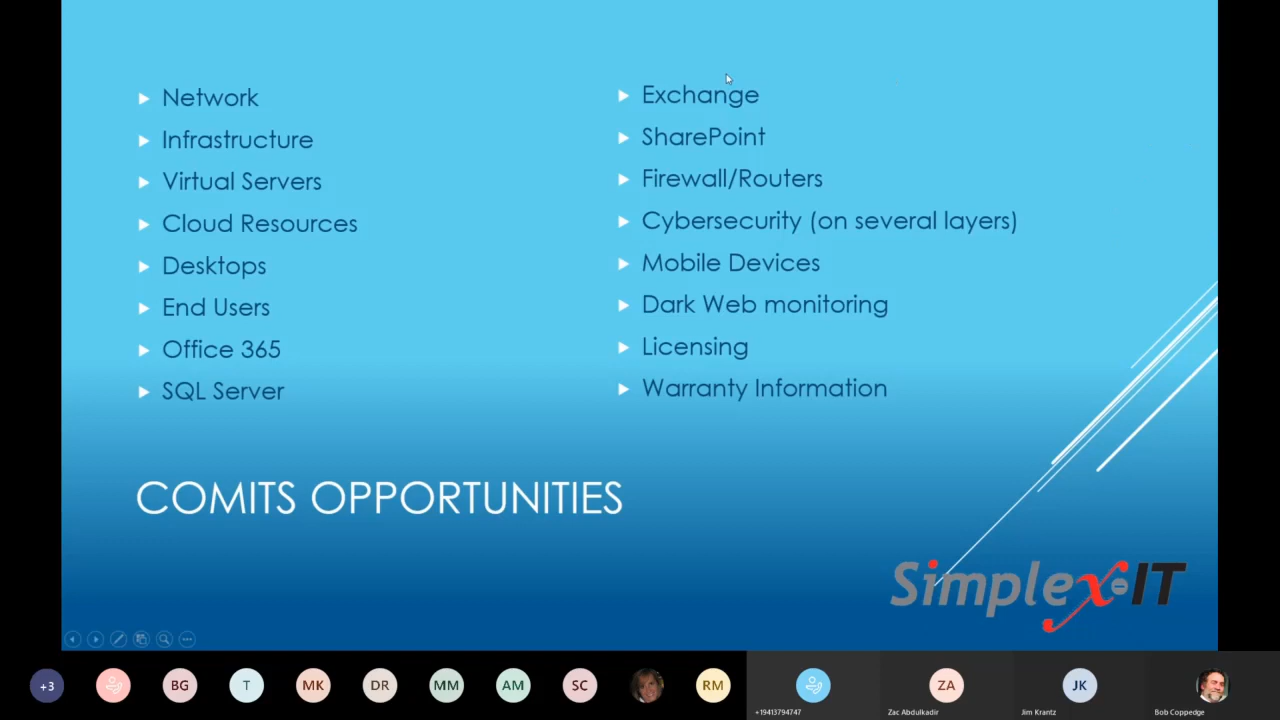 Network
Infrastructure
Virtual Servers
Cloud Resources
Desktops
End Users
Office 365
SQL Server
Exchange
SharePoint
Firewall/Routers
Cybersecurity (on several layers)
Mobile Devices
Dark Web monitoring
Licensing
Warranty Information
COMITS OPPORTUNITIES
Simplex-IT
+3
BG
T
MK
DR
MM
AM
SC
RM
ZA
JK
+19413794747
Zac Abdulkadir
Jim Krantz
Bob Coppedge